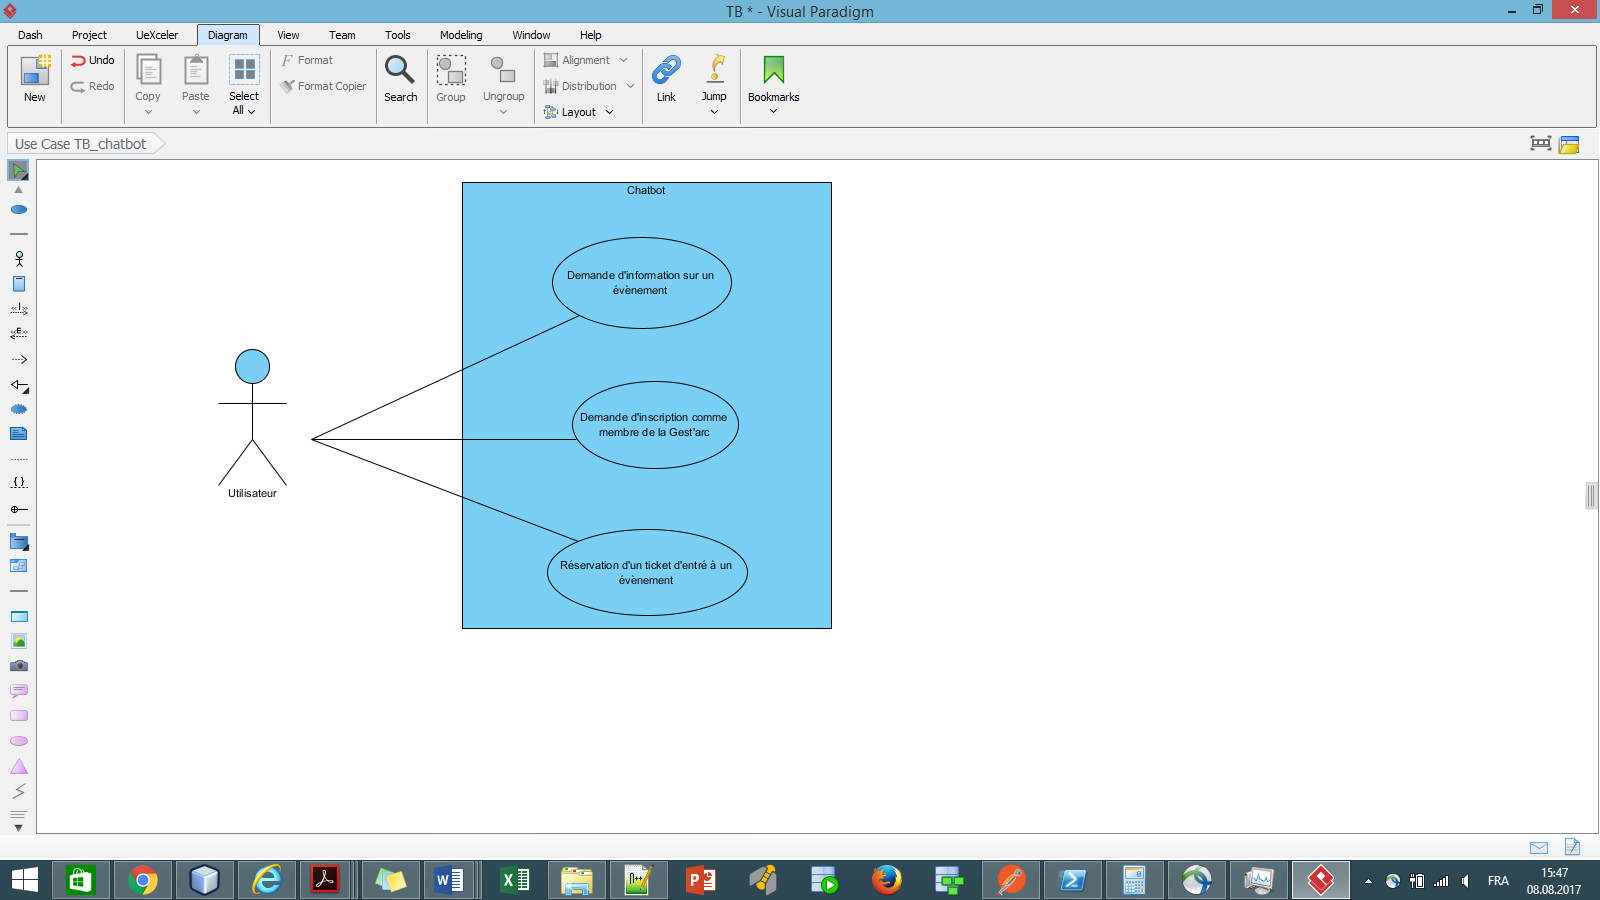 TB * - Visual Paradigm
Dash Project UeXceler Diagram View Team Tools Modeling Window Help
New
Undo
Redo
Copy
Paste
Select
All
Format
Format Copier
Search
Group
Ungroup
Alignment
Distribution
Layout
Link
Jump
Bookmarks
Use Case TB_chatbot
Chatbot
Demande d'information sur un
évènement
Demande d'inscription comme
membre de la Gest'arc
Utilisateur
Réservation d'un ticket d'entré à un
évènement
FRA
15:47
08.08.2017